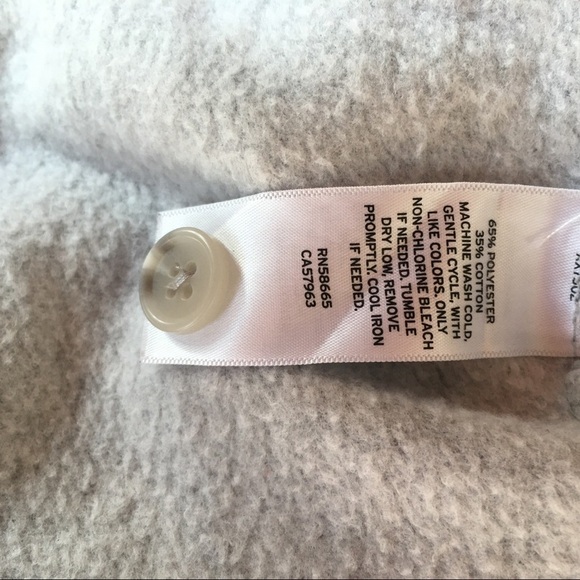 65% POLYESTER
35% COTTON
MACHINE WASH COLD,
GENTLE CYCLE, WITH
LIKE COLORS. ONLY
NON-CHLORINE BLEACH
IF NEEDED. TUMBLE
DRY LOW, REMOVE
PROMPTLY. COOL IRON
IF NEEDED.
RN58665
CA57963